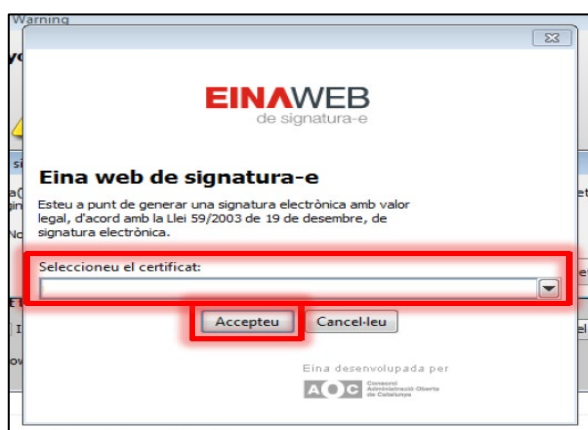 Warning
EINAWEB
de signatura-e
Eina web de signatura-e
Esteu a punt de generar una signatura electrònica amb valor
legal, d'acord amb la Llei 59/2003 de 19 de desembre, de
signatura electrònica.
Seleccioneu el certificat:
Accepteu Cancel·leu
Eina desenvolupada per
AOC Consorci
Administració Oberta
de Catalunya